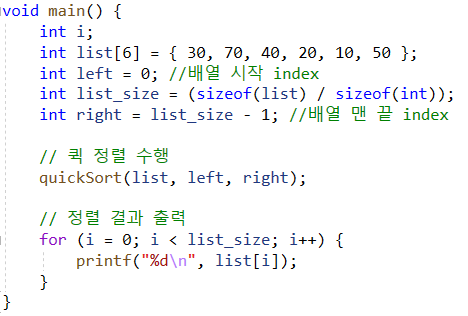 void main() {
    int i;
    int list[6] = { 30, 70, 40, 20, 10, 50 };
    int left = 0; //배열 시작 index
    int list_size = (sizeof(list) / sizeof(int));
    int right = list_size - 1; //배열 맨 끝 index

    // 퀵 정렬 수행
    quickSort(list, left, right);

    // 정렬 결과 출력
    for (i = 0; i < list_size; i++) {
        printf("%d\n", list[i]);
    }
}